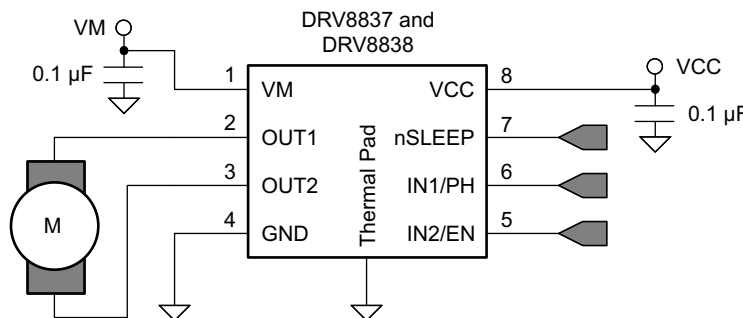 DRV8837 and
DRV8838
VM
0.1 µF
VCC
0.1 µF
1
VM
VCC
8
2
OUT1
nSLEEP
7
3
OUT2
IN1/PH
6
4
GND
IN2/EN
5
Thermal Pad
M